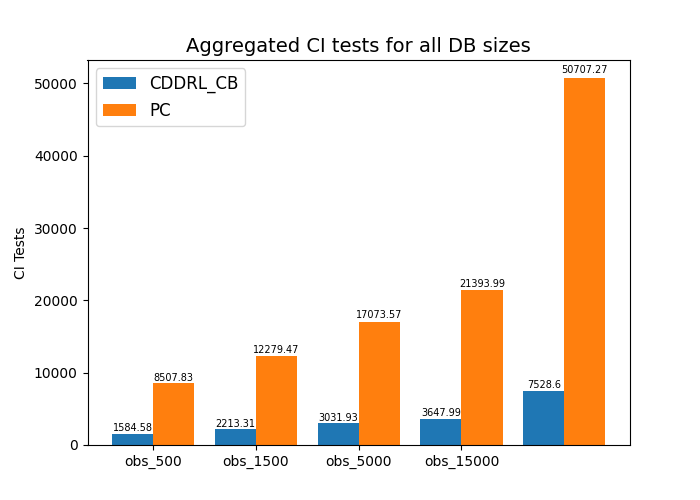 Aggregated CI tests for all DB sizes
CDDRL_CB
PC
CI Tests
50000
40000
30000
20000
10000
0
1584.58
8507.83
2213.31
12279.47
3031.93
17073.57
3647.99
21393.99
7528.6
50707.27
obs_500
obs_1500
obs_5000
obs_15000